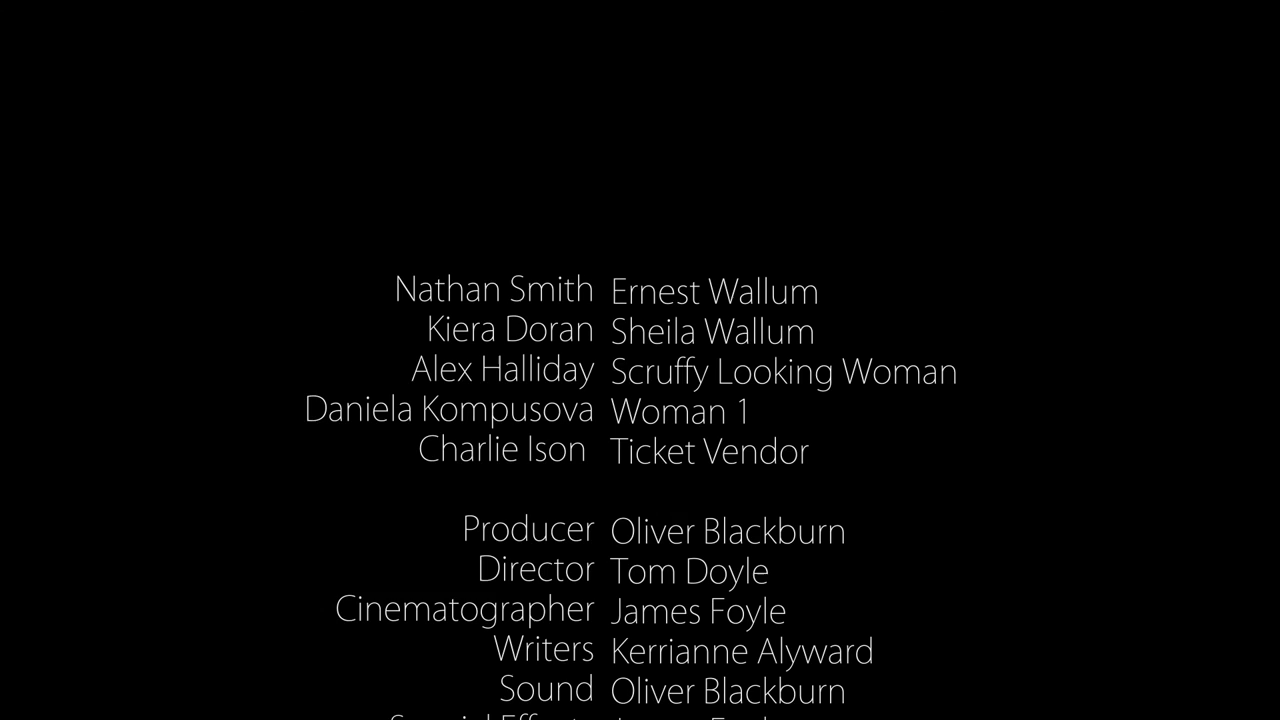 Nathan Smith Ernest Wallum
Kiera Doran Sheila Wallum
Alex Halliday Scruffy Looking Woman
Daniela Kompusova Woman 1
Charlie Ison Ticket Vendor
Producer Oliver Blackburn
Director Tom Doyle
Cinematographer James Foyle
Writers Kerrianne Alyward
Sound Oliver Blackburn